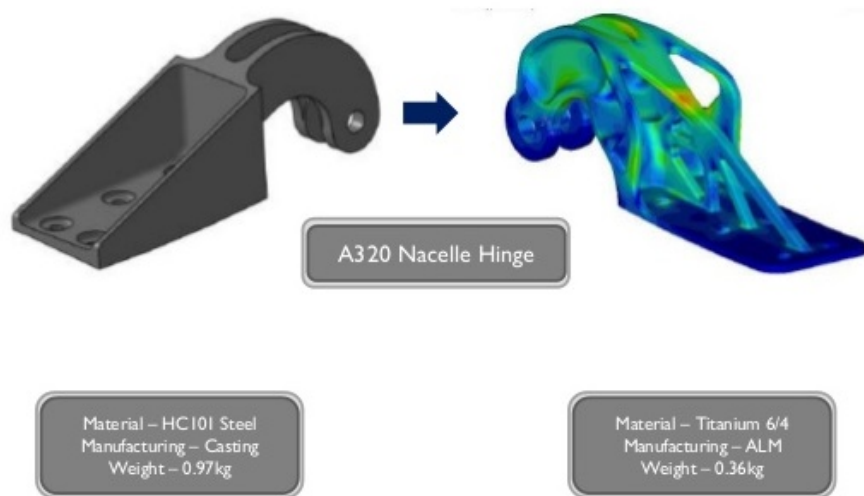 A320 Nacelle Hinge
Material – HC101 Steel
Manufacturing – Casting
Weight – 0.97kg
Material – Titanium 6/4
Manufacturing – ALM
Weight – 0.36kg